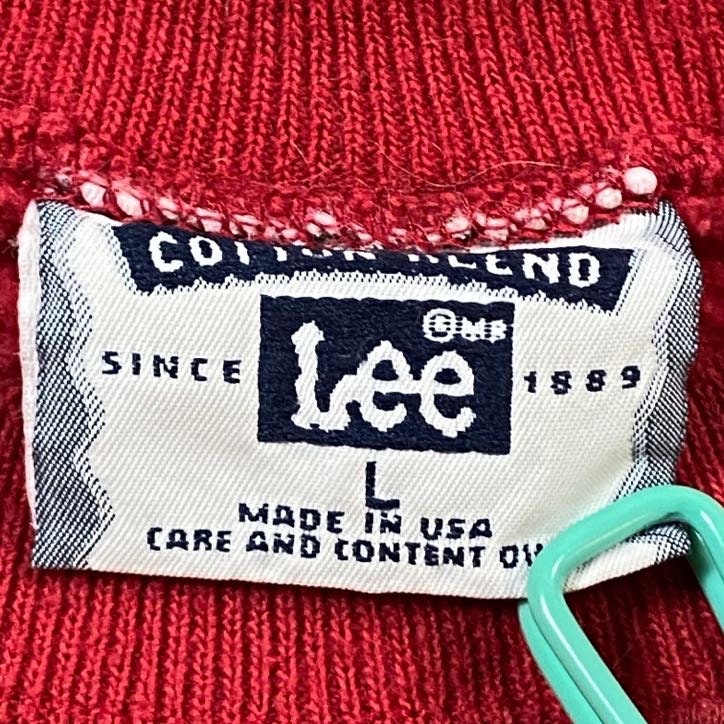 COTTON BLEND
® MR
SINCE Lee 1889
L
MADE IN USA
CARE AND CONTENT